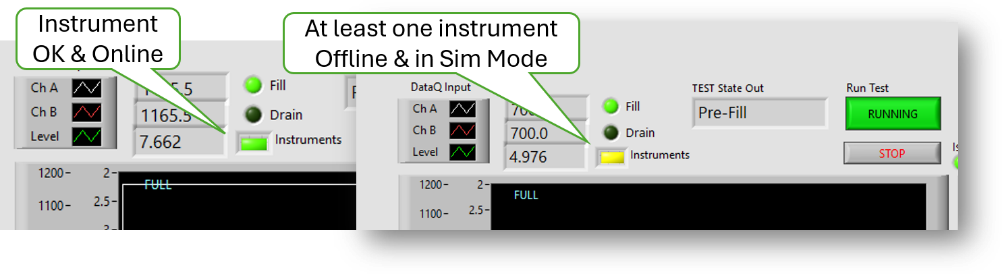 Instrument
OK & Online
At least one instrument
Offline & in Sim Mode
Ch A
Ch B
1165.5
Level
7.662
Fill
Drain
Instruments
1200-
1100-
2-
2.5-
FULL
DataQ Input
Ch A
Ch B
700.0
Level
4.976
Fill
Drain
Instruments
TEST State Out
Pre-Fill
Run Test
RUNNING
STOP
1200-
1100-
2-
2.5-
FULL